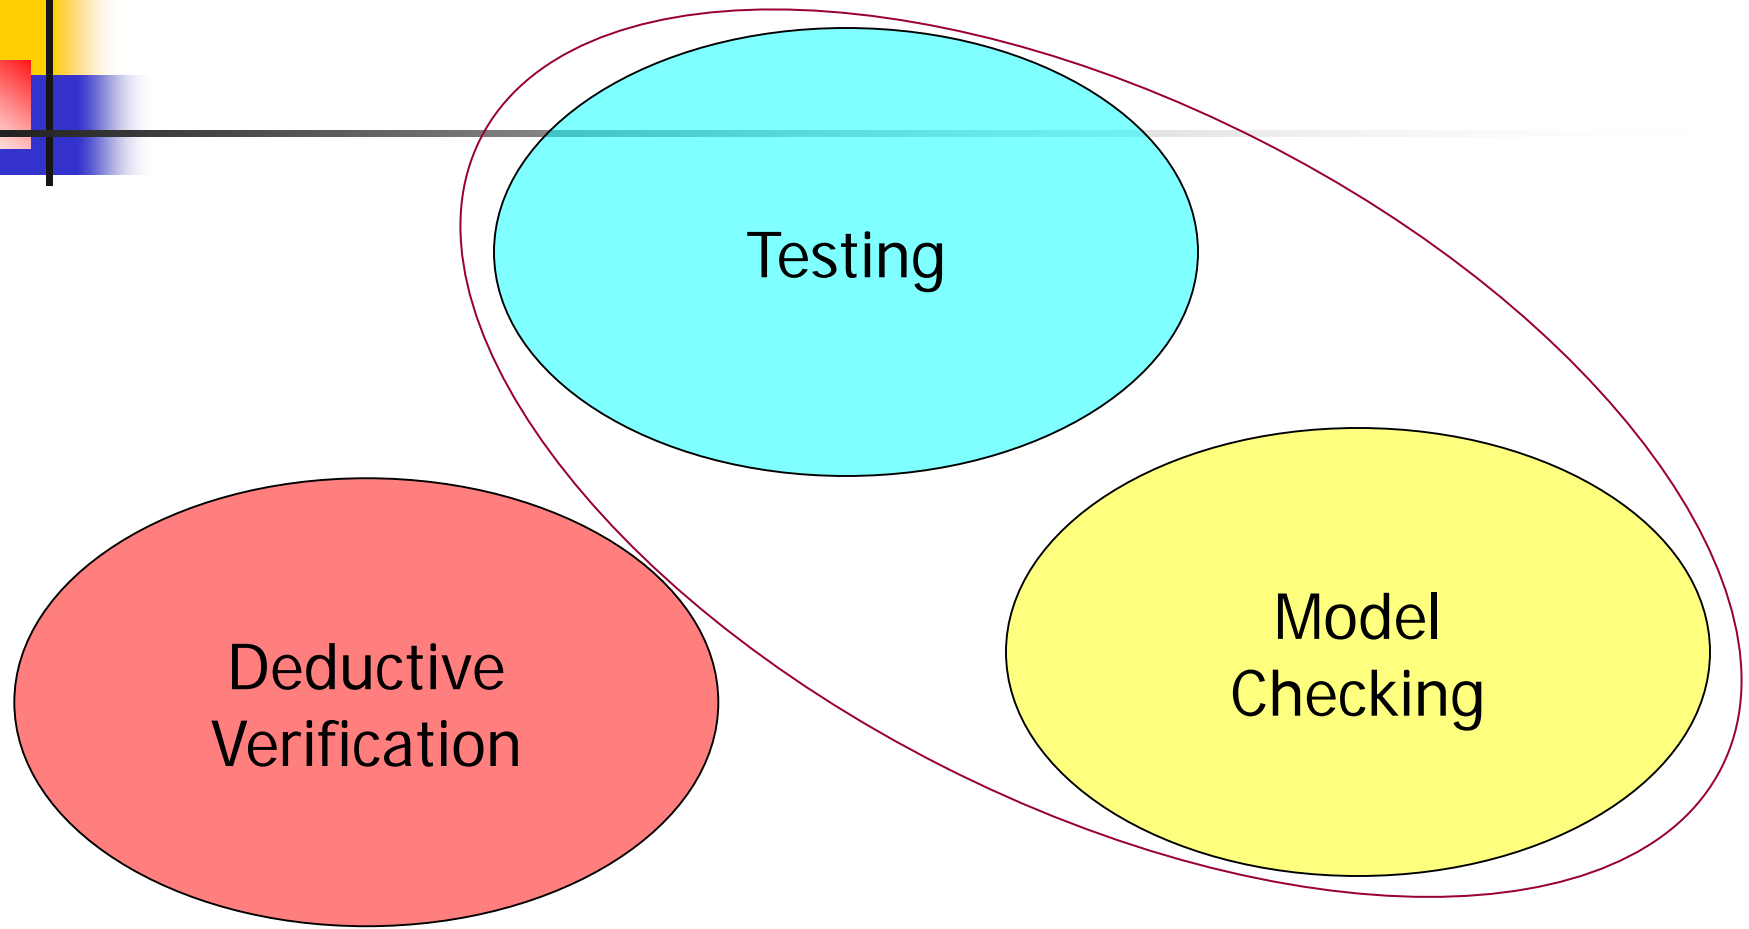 Testing
Deductive
Verification
Model
Checking